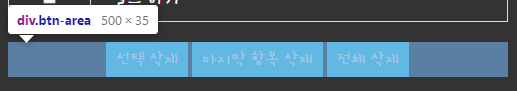 div.btn-area 500 × 35
선택 삭제 마지막 항목 삭제 전체 삭제